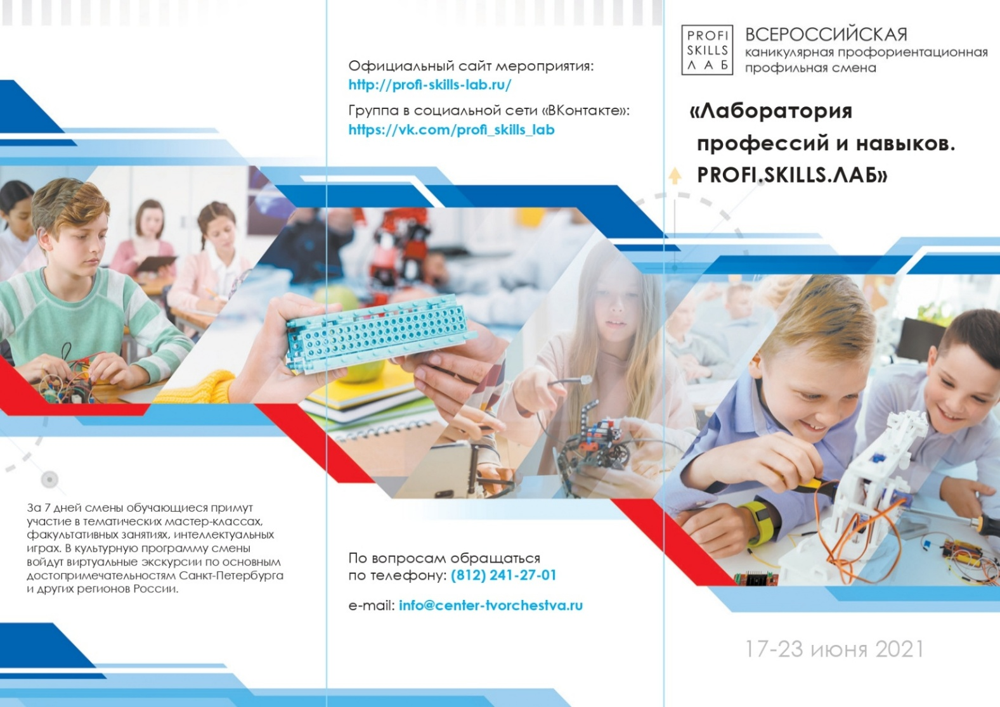 За 7 дней смены обучающиеся примут
участие в тематических мастер-классах,
факультативных занятиях, интеллектуальных
играх. В культурную программу смены
войдут виртуальные экскурсии по основным
достопримечательностям Санкт-Петербурга
и других регионов России.
Официальный сайт мероприятия:
http://profi-skills-lab.ru/
Группа в социальной сети «ВКонтакте»:
https://vk.com/profi_skills_lab
По вопросам обращаться
по телефону: (812) 241-27-01
e-mail: info@center-tvorchestva.ru
PROFI
SKILLS
ЛАБ
ВСЕРОССИЙСКАЯ
каникулярная профориентационная
профильная смена
«Лаборатория
профессий и навыков.
PROFI.SKILLS.ЛАБ»
17-23 июня 2021